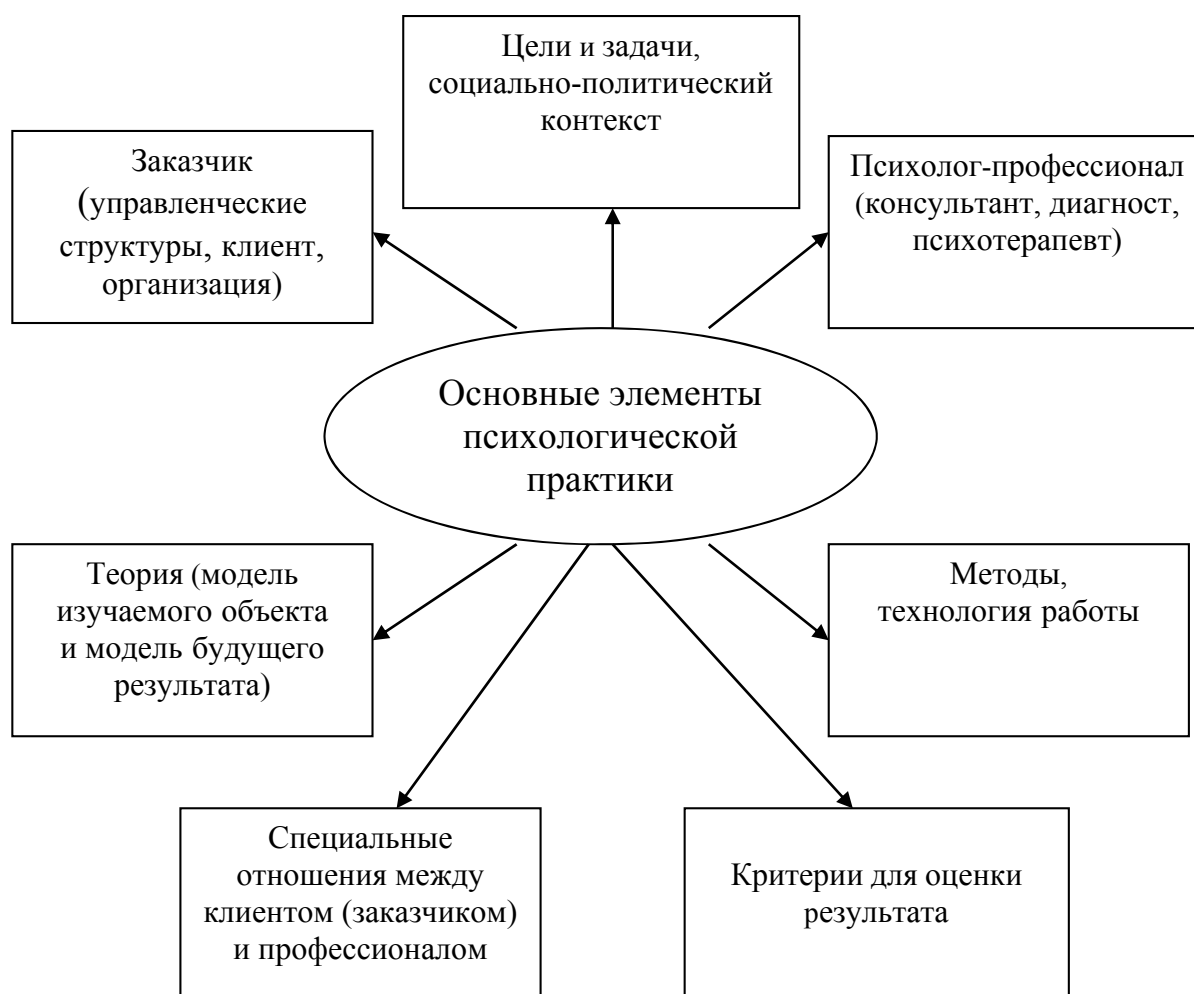 Цели и задачи,
социально-политический
контекст
Заказчик
(управленческие
структуры, клиент,
организация)
Психолог-профессионал
(консультант, диагност,
психотерапевт)
Основные элементы
психологической
практики
Теория (модель
изучаемого объекта
и модель будущего
результата)
Методы,
технология работы
Специальные
отношения между
клиентом (заказчиком)
и профессионалом
Критерии для оценки
результата